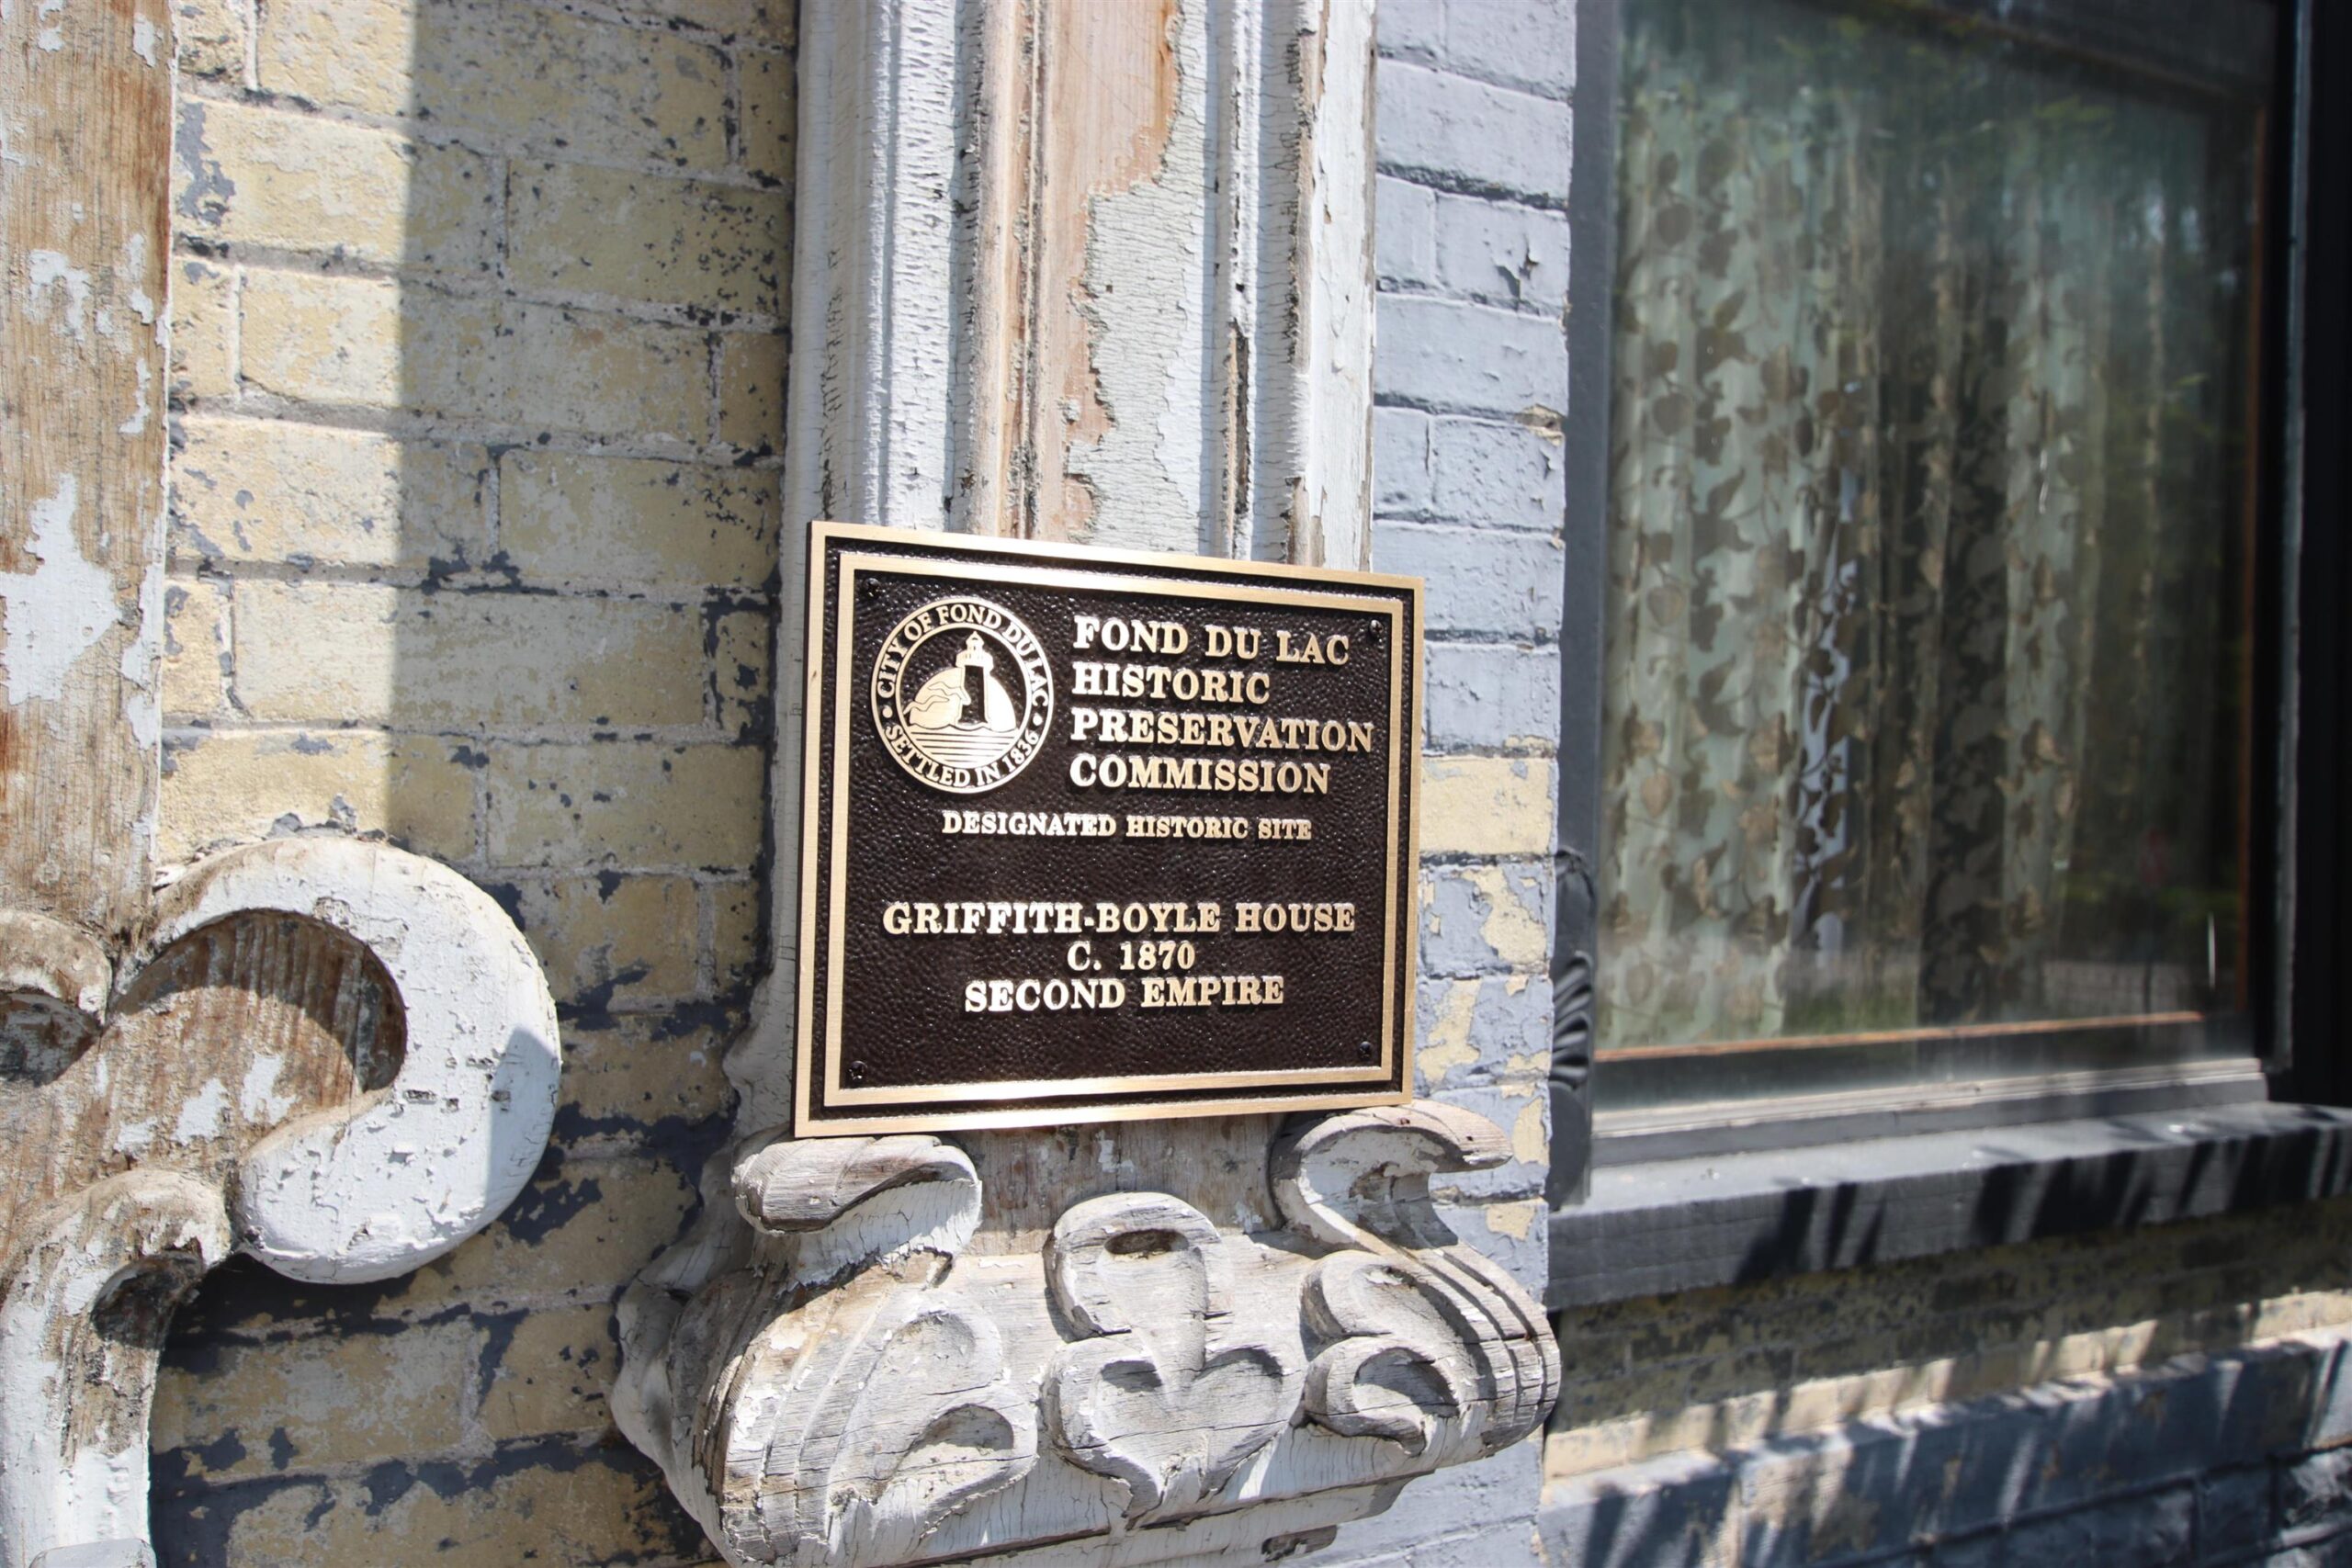 CITY OF FOND DU LAC
SETTLED IN 1836
FOND DU LAC
HISTORIC
PRESERVATION
COMMISSION
DESIGNATED HISTORIC SITE
GRIFFITH-BOYLE HOUSE
C. 1870
SECOND EMPIRE